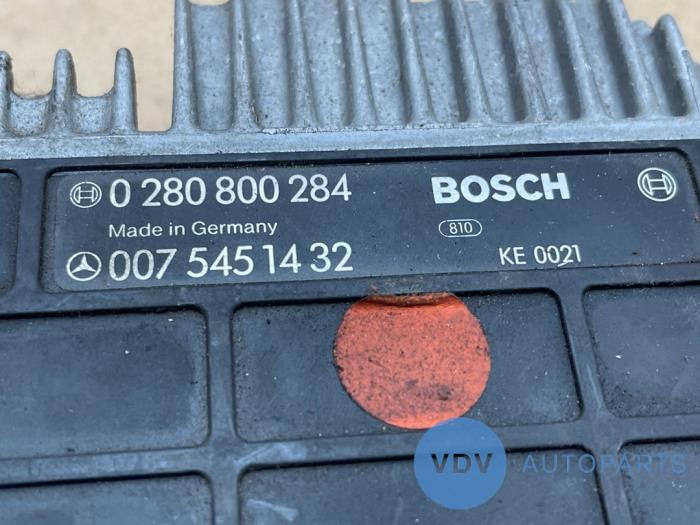 0 280 800 284 BOSCH
Made in Germany 810
007 545 14 32 KE 0021
VDV AUTOPARTS